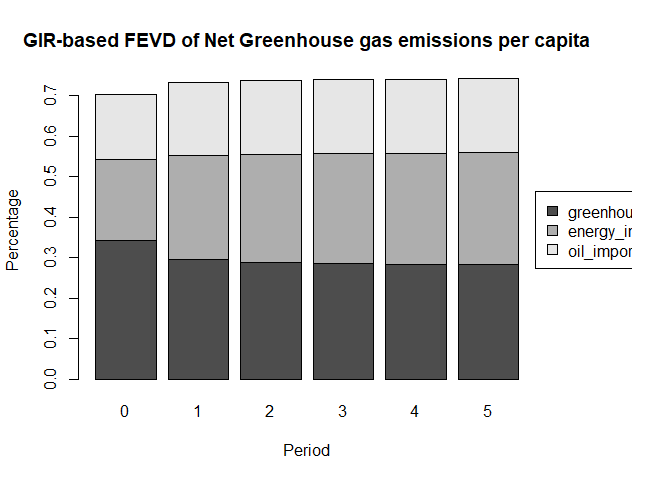 GIR-based FEVD of Net Greenhouse gas emissions per capita
Percentage
0.7
0.6
0.5
0.4
0.3
0.2
0.1
0.0
greenhou
energy_in
oil_impor
0 1 2 3 4 5
Period